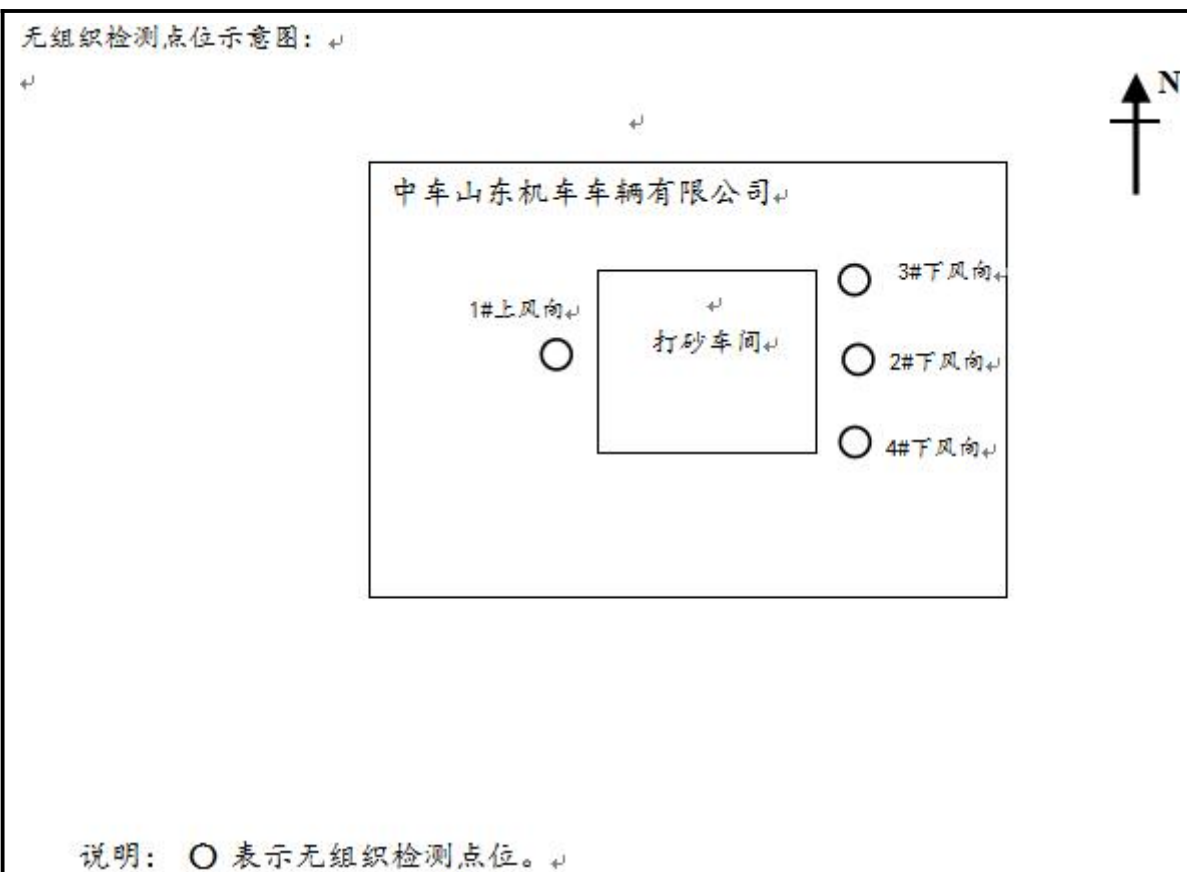 无组织检测点位示意图：
N
中车山东机车车辆有限公司
3#下风向
1#上风向
打砂车间
2#下风向
4#下风向
说明： 表示无组织检测点位。